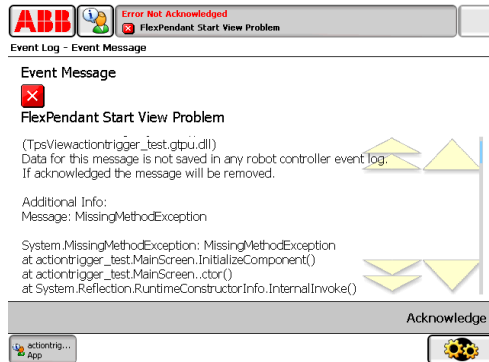 ABB
Error Not Acknowledged
FlexPendant Start View Problem
Event Log - Event Message
Event Message
FlexPendant Start View Problem
(TpsViewactiontrigger_test.gtpu.dll)
Data for this message is not saved in any robot controller event log.
If acknowledged the message will be removed.
Additional Info:
Message: MissingMethodException
System.MissingMethodException: MissingMethodException
at actiontrigger_test.MainScreen.InitializeComponent()
at actiontrigger_test.MainScreen..ctor()
at System.Reflection.RuntimeConstructorInfo.InternalInvoke()
Acknowledge
actiontrig...
App